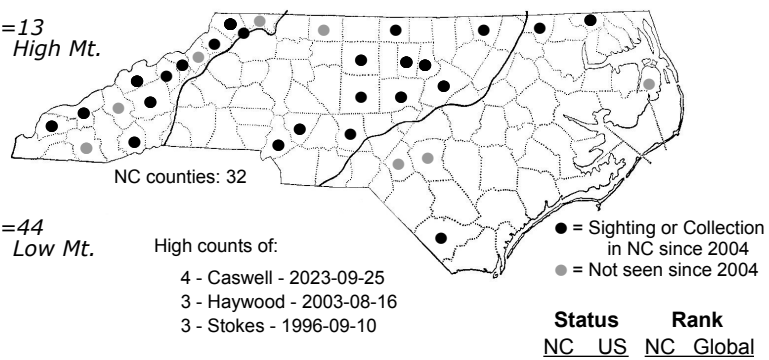 =13
High Mt.
NC counties: 32
=44
Low Mt.
High counts of:
4 - Caswell - 2023-09-25
3 - Haywood - 2003-08-16
3 - Stokes - 1996-09-10
● = Sighting or Collection
in NC since 2004
● = Not seen since 2004
Status Rank
NC US NC Global